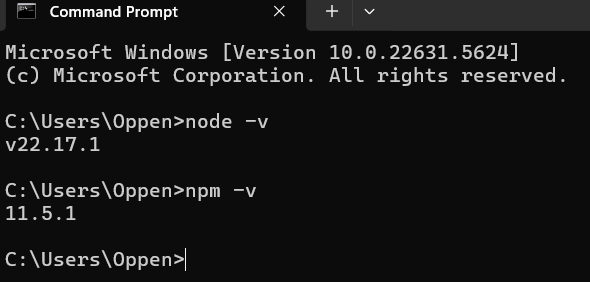 Command Prompt
Microsoft Windows [Version 10.0.22631.5624]
(c) Microsoft Corporation. All rights reserved.
C:\Users\Oppen>node -v
v22.17.1
C:\Users\Oppen>npm -v
11.5.1
C:\Users\Oppen>